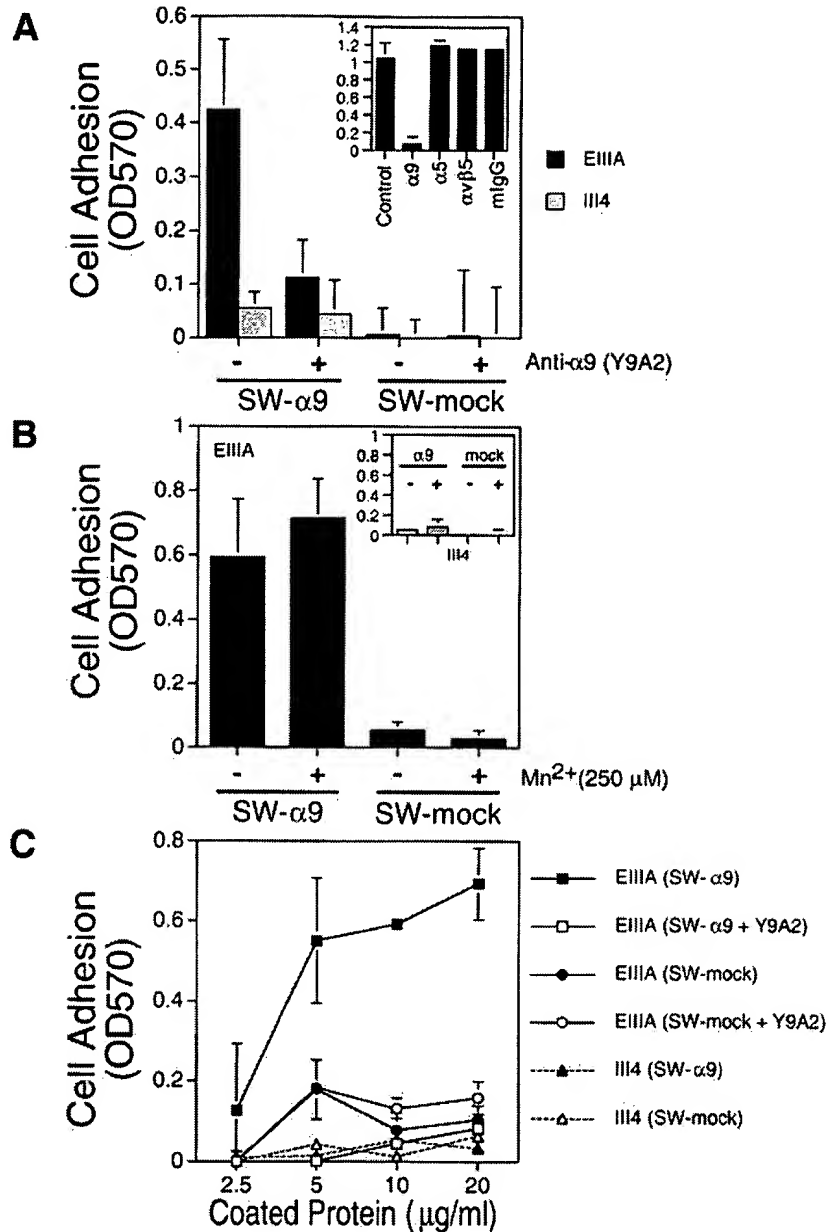 A
Cell Adhesion
(OD570)
0.6
0.5
0.4
0.3
0.2
0.1
0
1.4
1.2
1
0.8
0.6
0.4
0.2
0
Control
α9
α5
αvβ5
mIgG
EIIIA
III4
- + - + Anti-α9 (Y9A2)
SW-α9 SW-mock
B
Cell Adhesion
(OD570)
1
0.8
0.6
0.4
0.2
0
EIIIA
1
0.8
0.6
0.4
0.2
0
α9 mock
- + - +
III4
- + - + Mn2+(250 μM)
SW-α9 SW-mock
C
Cell Adhesion
(OD570)
0.8
0.6
0.4
0.2
0
2.5 5 10 20
Coated Protein (μg/ml)
EIIIA (SW-α9)
EIIIA (SW-α9 + Y9A2)
EIIIA (SW-mock)
EIIIA (SW-mock + Y9A2)
III4 (SW-α9)
III4 (SW-mock)